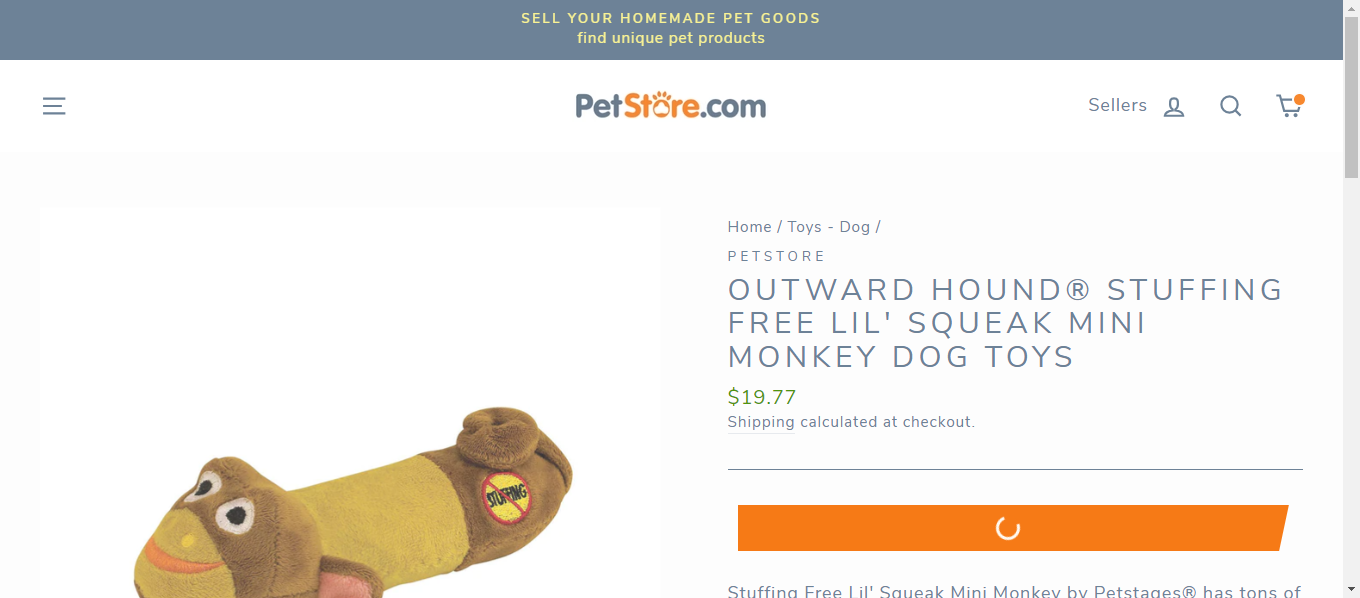 SELL YOUR HOMEMADE PET GOODS
find unique pet products
PetStore.com
Sellers
Home / Toys - Dog /
PETSTORE
OUTWARD HOUND® STUFFING
FREE LIL' SQUEAK MINI
MONKEY DOG TOYS
$19.77
Shipping calculated at checkout.
STUFFING
Stuffing Free Lil' Squeak Mini Monkey by Petstages® has tons of